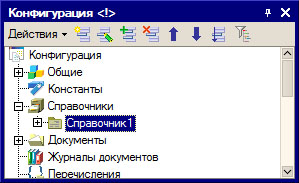 Конфигурация <!>
Действия
Конфигурация
Общие
Константы
Справочники
Справочник1
Документы
Журналы документов
Перечисления